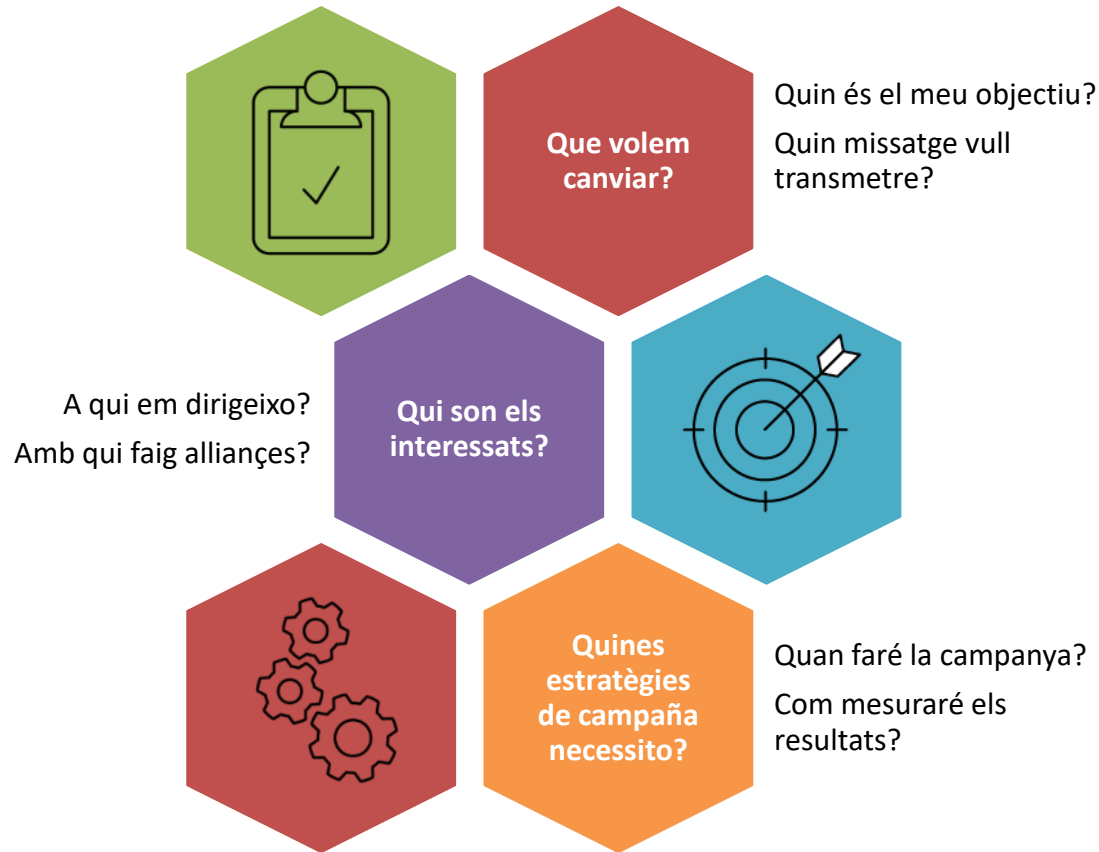 Que volem
canviar?
Quin és el meu objectiu?
Quin missatge vull
transmetre?
A qui em dirigeixo?
Amb qui faig alliançes?
Qui son els
interessats?
Quines
estratègies
de campaña
necessito?
Quan faré la campanya?
Com mesuraré els
resultats?